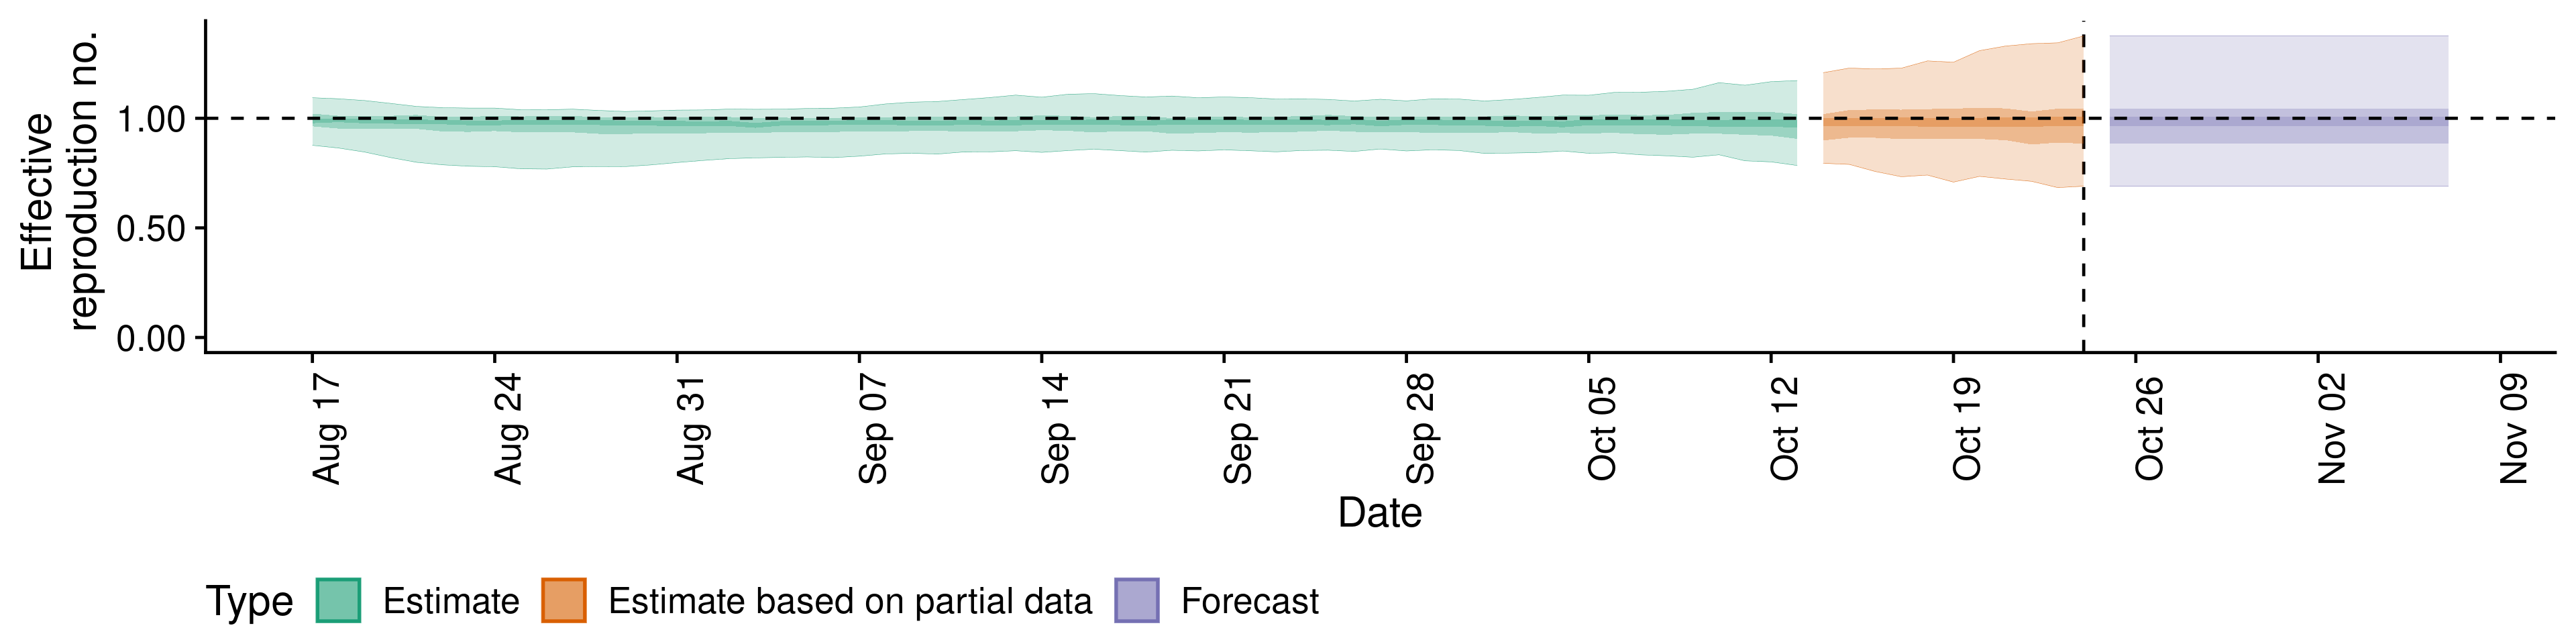 Effective
reproduction no.
1.00
0.50
0.00
Aug 17
Aug 24
Aug 31
Sep 07
Sep 14
Sep 21
Sep 28
Oct 05
Oct 12
Oct 19
Oct 26
Nov 02
Nov 09
Date
Type Estimate Estimate based on partial data Forecast